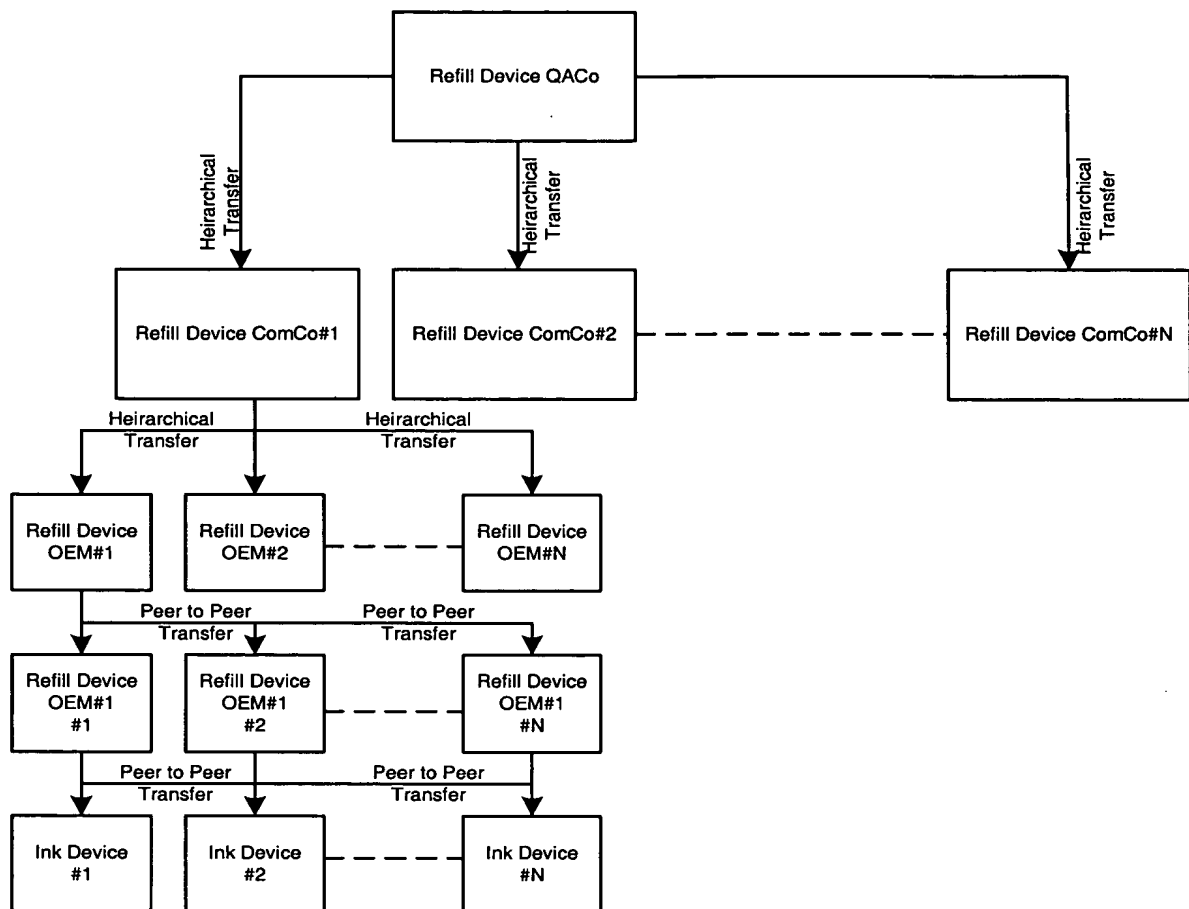 Refill Device QACo
Heirarchical
Transfer
Heirarchical
Transfer
Heirarchical
Transfer
Refill Device ComCo#1
Refill Device ComCo#2
Refill Device ComCo#N
Heirarchical
Transfer
Heirarchical
Transfer
Refill Device
OEM#1
Refill Device
OEM#2
Refill Device
OEM#N
Peer to Peer
Transfer
Peer to Peer
Transfer
Refill Device
OEM#1
#1
Refill Device
OEM#1
#2
Refill Device
OEM#1
#N
Peer to Peer
Transfer
Peer to Peer
Transfer
Ink Device
#1
Ink Device
#2
Ink Device
#N